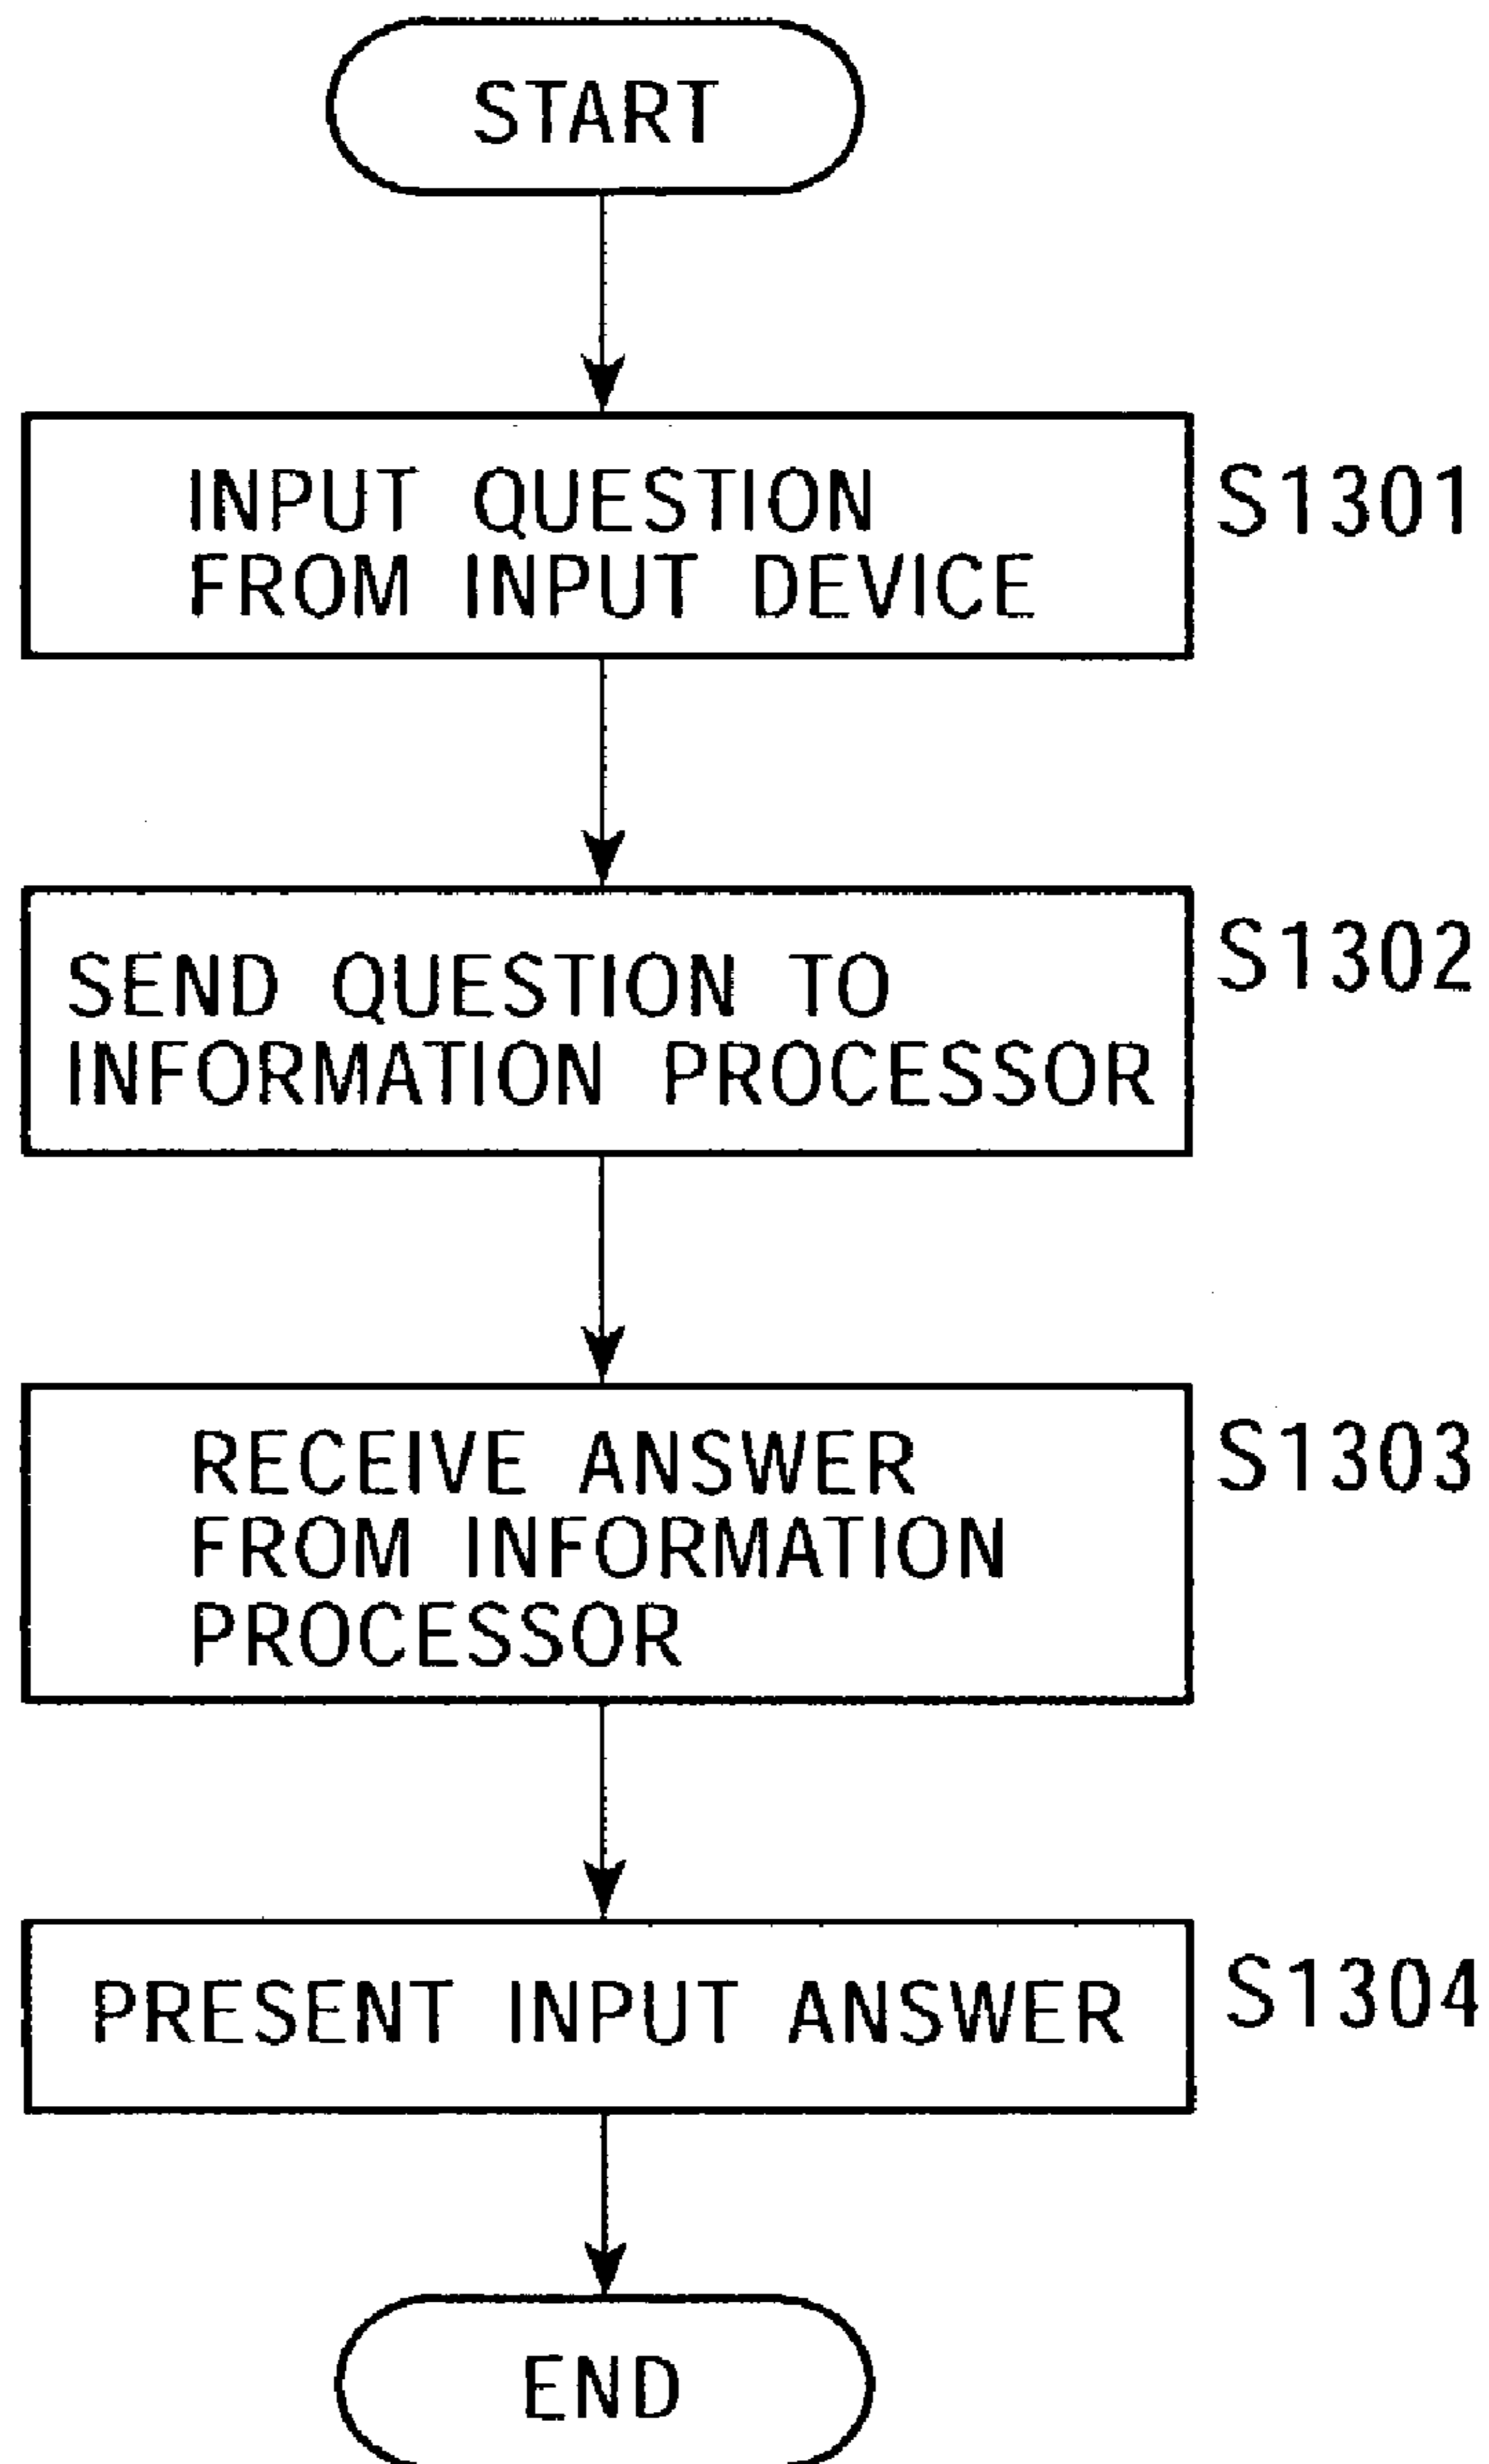 START
INPUT QUESTION
FROM INPUT DEVICE
S1301
SEND QUESTION TO
INFORMATION PROCESSOR
S1302
RECEIVE ANSWER
FROM INFORMATION
PROCESSOR
S1303
PRESENT INPUT ANSWER
S1304
END